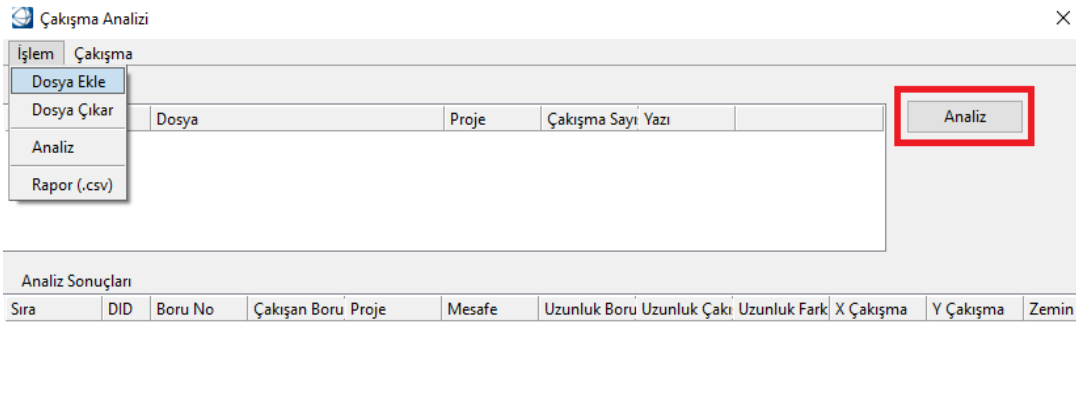 Çakışma Analizi
İşlem Çakışma
Dosya Ekle
Dosya Çıkar
Dosya Proje Çakışma Sayı Yazı
Analiz
Analiz
Rapor (.csv)
Analiz Sonuçları
Sıra DID Boru No Çakışan Boru Proje Mesafe Uzunluk Boru Uzunluk Çakı Uzunluk Fark X Çakışma Y Çakışma Zemin